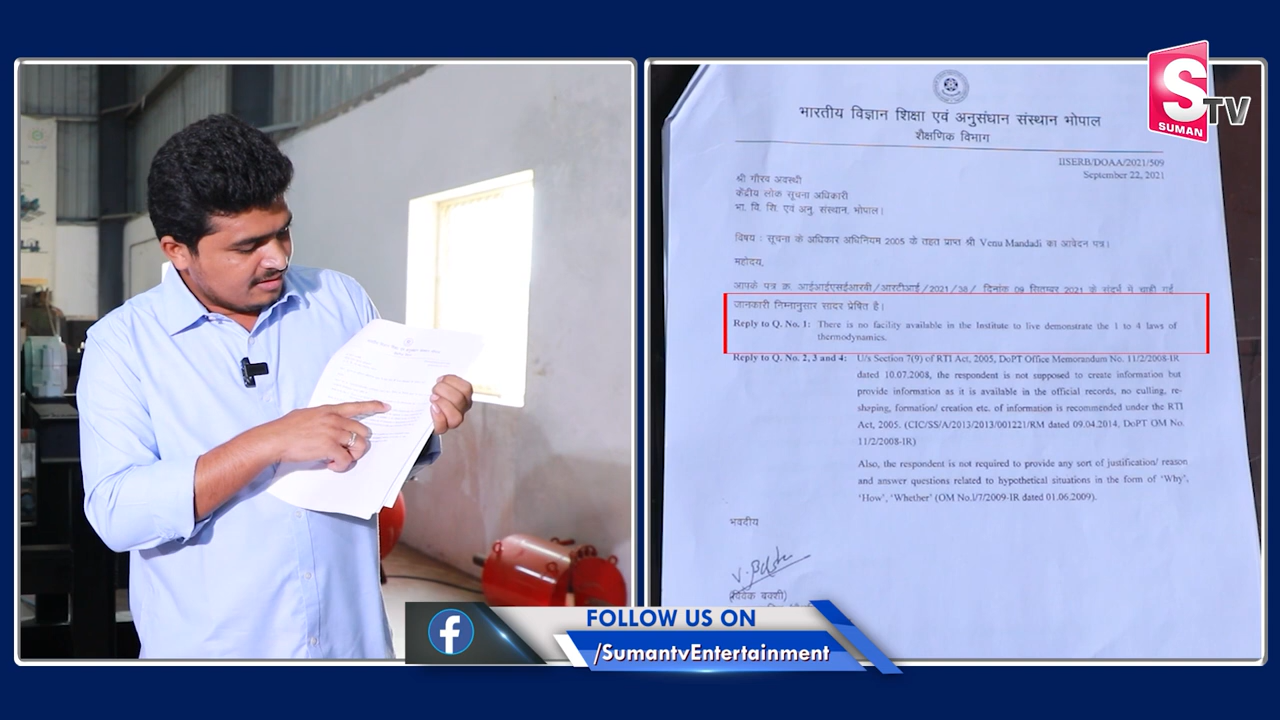 S
TV
SUMAN
भारतीय विज्ञान शिक्षा एवं अनुसंधान संस्थान भोपाल
शैक्षणिक विभाग
IISERB/DOAA/2021/509
September 22, 2021
श्री गौरव अवस्थी
केंद्रीय लोक सूचना अधिकारी
भा. वि. शि. एवं अनु. संस्थान, भोपाल।
विषय : सूचना के अधिकार अधिनियम 2005 के तहत प्राप्त श्री Venu Mandadi का आवेदन पत्र।
महोदय,
आपके पत्र क्र. आईआईएसईआरबी/आरटीआई/2021/38/ दिनांक 09 सितम्बर 2021 के संदर्भ में चाही गई
जानकारी निम्नानुसार सादर प्रेषित है।
Reply to Q. No. 1: There is no facility available in the Institute to live demonstrate the 1 to 4 laws of
thermodynamics.
Reply to Q. No. 2, 3 and 4: U/s Section 7(9) of RTI Act, 2005, DoPT Office Memorandum No. 11/2/2008-IR
dated 10.07.2008, the respondent is not supposed to create information but
provide information as it is available in the official records, no culling, re-
shaping, formation/ creation etc. of information is recommended under the RTI
Act, 2005. (CIC/SS/A/2013/2013/001221/RM dated 09.04.2014, DoPT OM No.
11/2/2008-IR)
Also, the respondent is not required to provide any sort of justification/ reason
and answer questions related to hypothetical situations in the form of 'Why',
'How', 'Whether' (OM No.1/7/2009-IR dated 01.06.2009).
भवदीय
(विवेक बक्शी)
f
FOLLOW US ON
/SumantvEntertainment